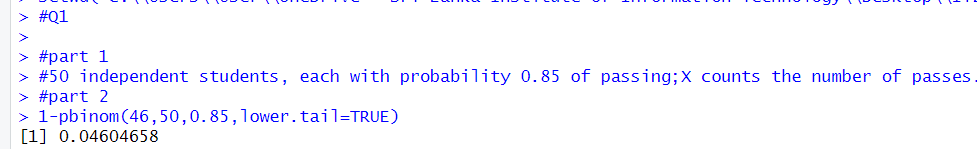 > #Q1
>
> #part 1
> #50 independent students, each with probability 0.85 of passing;X counts the number of passes.
> #part 2
> 1-pbinom(46,50,0.85,lower.tail=TRUE)
[1] 0.04604658